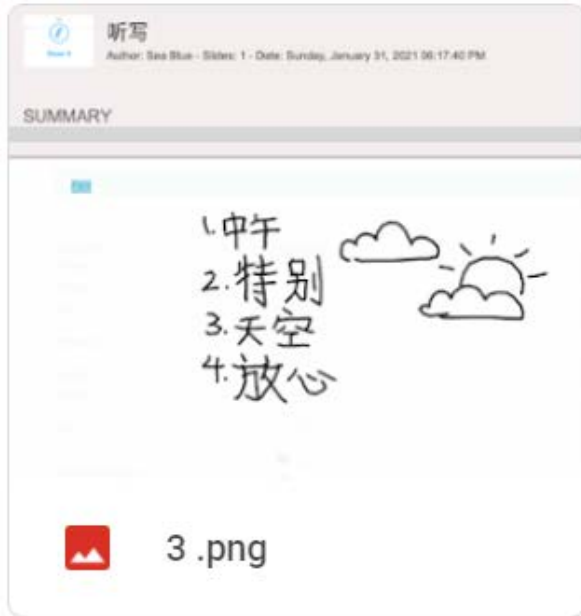 听写
Author: Sea Blue - Slides: 1 - Date: Sunday, January 31, 2021 06:17:40 PM
SUMMARY
1.中午
2.特别
3.天空
4.放心
3 .png